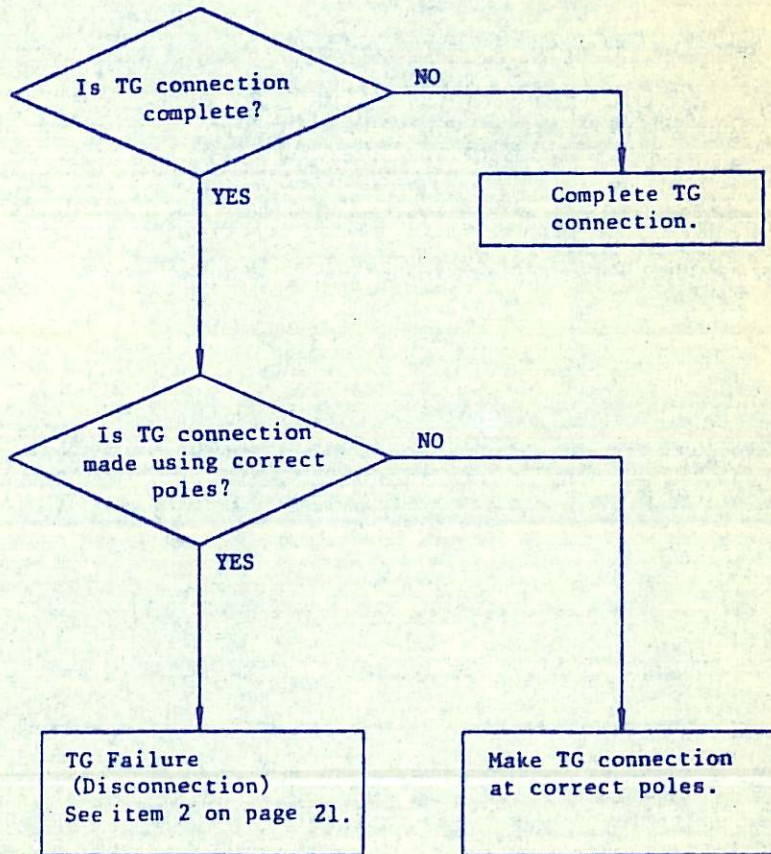 Is TG connection
complete?
NO
YES
Complete TG
connection.
Is TG connection
made using correct
poles?
NO
YES
TG Failure
(Disconnection)
See item 2 on page 21.
Make TG connection
at correct poles.